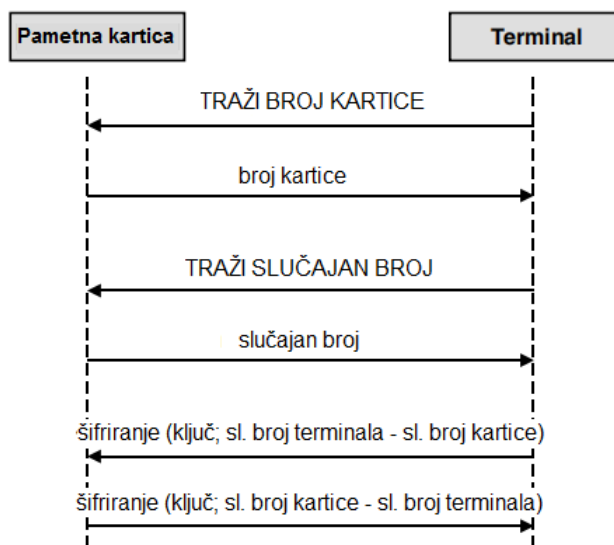 Pametna kartica
Terminal
TRAŽI BROJ KARTICE
broj kartice
TRAŽI SLUČAJAN BROJ
slučajan broj
šifriranje (ključ; sl. broj terminala - sl. broj kartice)
šifriranje (ključ; sl. broj kartice - sl. broj terminala)